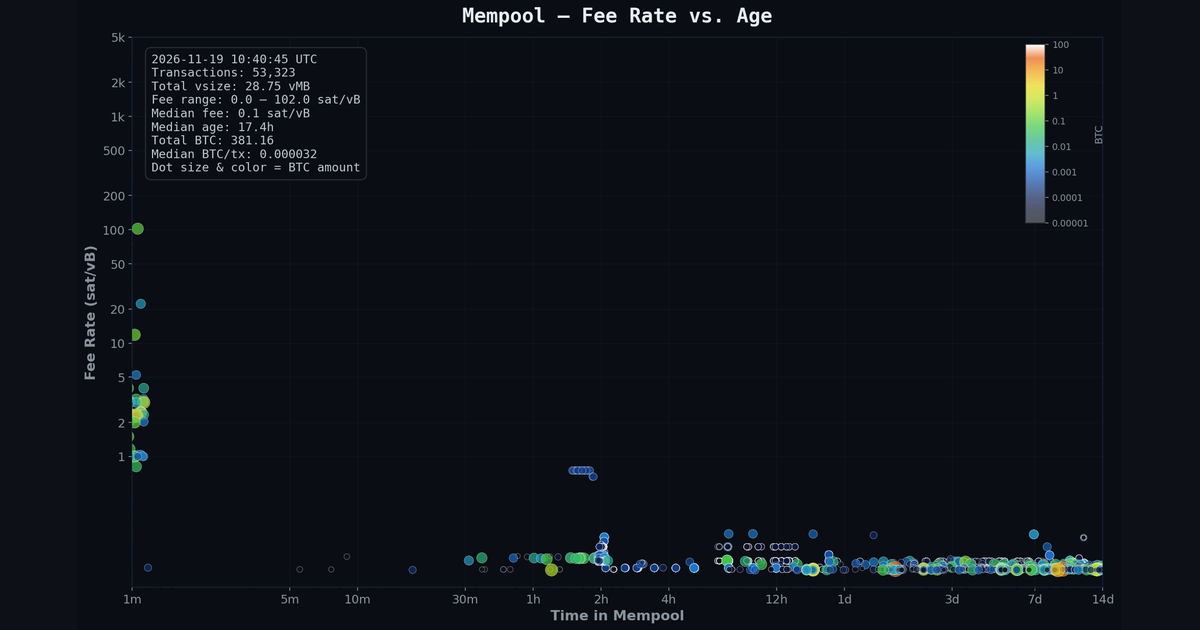 Mempool — Fee Rate vs. Age
2026-11-19 10:40:45 UTC
Transactions: 53,323
Total vsize: 28.75 vMB
Fee range: 0.0 – 102.0 sat/vB
Median fee: 0.1 sat/vB
Median age: 17.4h
Total BTC: 381.16
Median BTC/tx: 0.000032
Dot size & color = BTC amount
100
10
1
0.1
0.01
0.001
0.0001
0.00001
BTC
5k
2k
1k
500
200
100
50
20
10
5
2
1
Fee Rate (sat/vB)
1m
5m
10m
30m
1h
2h
4h
12h
1d
3d
7d
14d
Time in Mempool